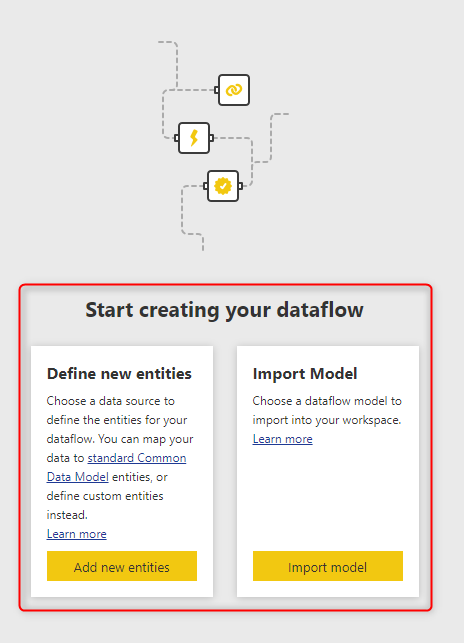 Start creating your dataflow
Define new entities
Choose a data source to
define the entities for your
dataflow. You can map your
data to standard Common
Data Model entities, or
define custom entities
instead.
Learn more
Add new entities
Import Model
Choose a dataflow model to
import into your workspace.
Learn more
Import model